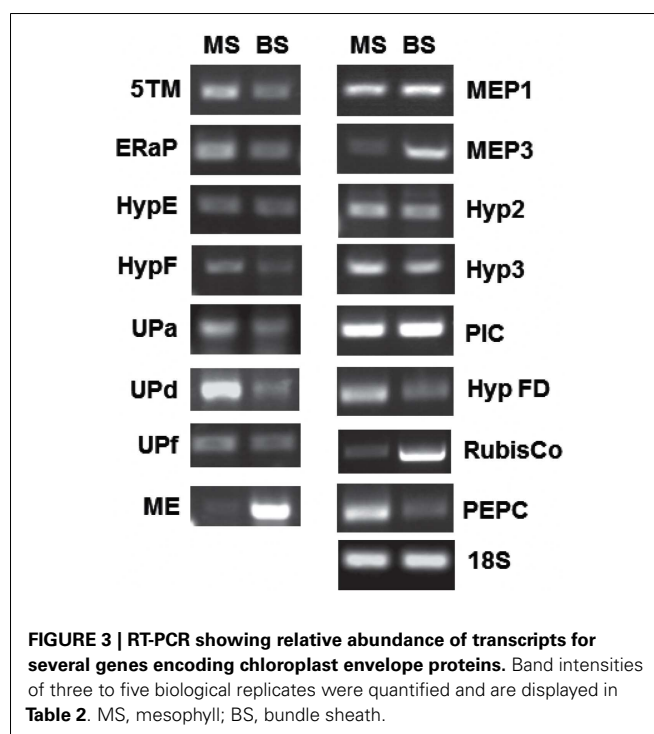 MS BS
5TM
ERaP
HypE
HypF
UPa
UPd
UPf
ME
MS BS
MEP1
MEP3
Hyp2
Hyp3
PIC
Hyp FD
RubisCo
PEPC
18S
FIGURE 3 | RT-PCR showing relative abundance of transcripts for
several genes encoding chloroplast envelope proteins. Band intensities
of three to five biological replicates were quantified and are displayed in
Table 2. MS, mesophyll; BS, bundle sheath.